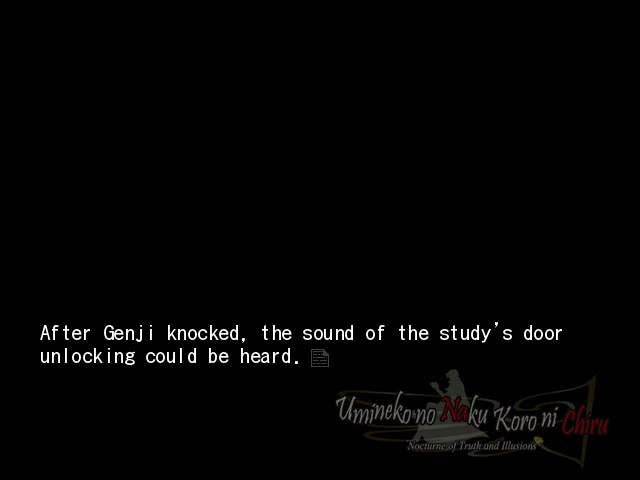 After Genji knocked, the sound of the study's door
unlocking could be heard.
Umineko no Naku Koro ni Chiru
Nocturne of Truth and Illusions